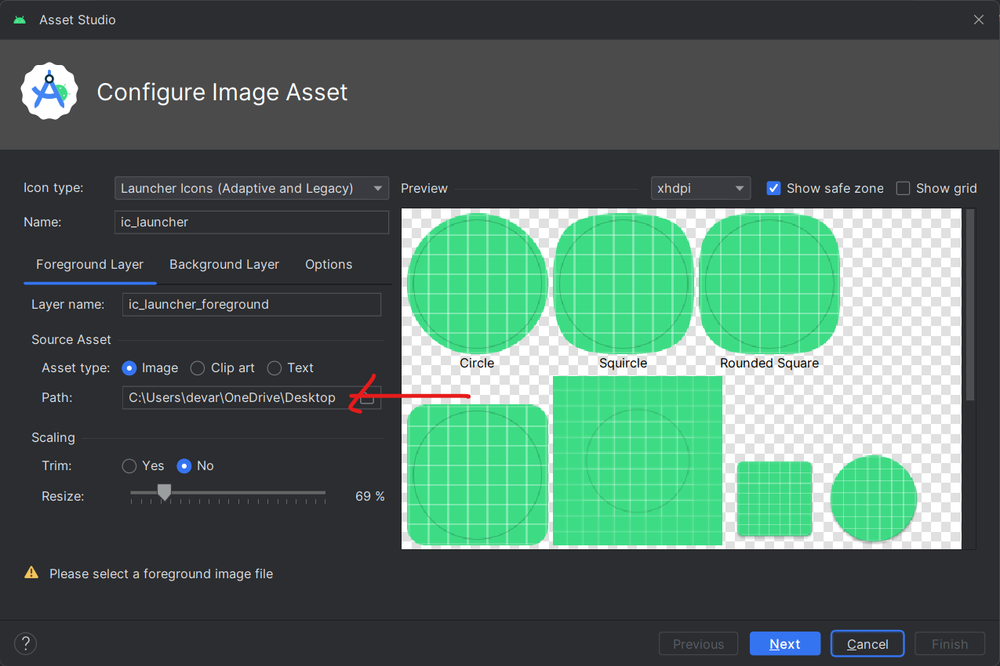 Asset Studio
Configure Image Asset
Icon type: Launcher Icons (Adaptive and Legacy)
Name: ic_launcher
Foreground Layer Background Layer Options
Layer name: ic_launcher_foreground
Source Asset
Asset type: Image Clip art Text
Path: C:\Users\devar\OneDrive\Desktop
Scaling
Trim: Yes No
Resize: 69 %
Preview xhdpi Show safe zone Show grid
Circle Squircle Rounded Square
Please select a foreground image file
?
Previous Next Cancel Finish